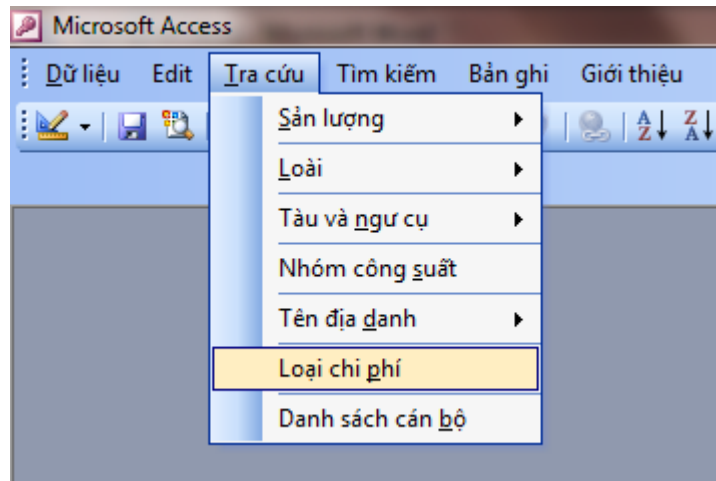 Microsoft Access
Dữ liệu Edit Tra cứu Tìm kiếm Bản ghi Giới thiệu
Sản lượng
Loài
Tàu và ngư cụ
Nhóm công suất
Tên địa danh
Loại chi phí
Danh sách cán bộ